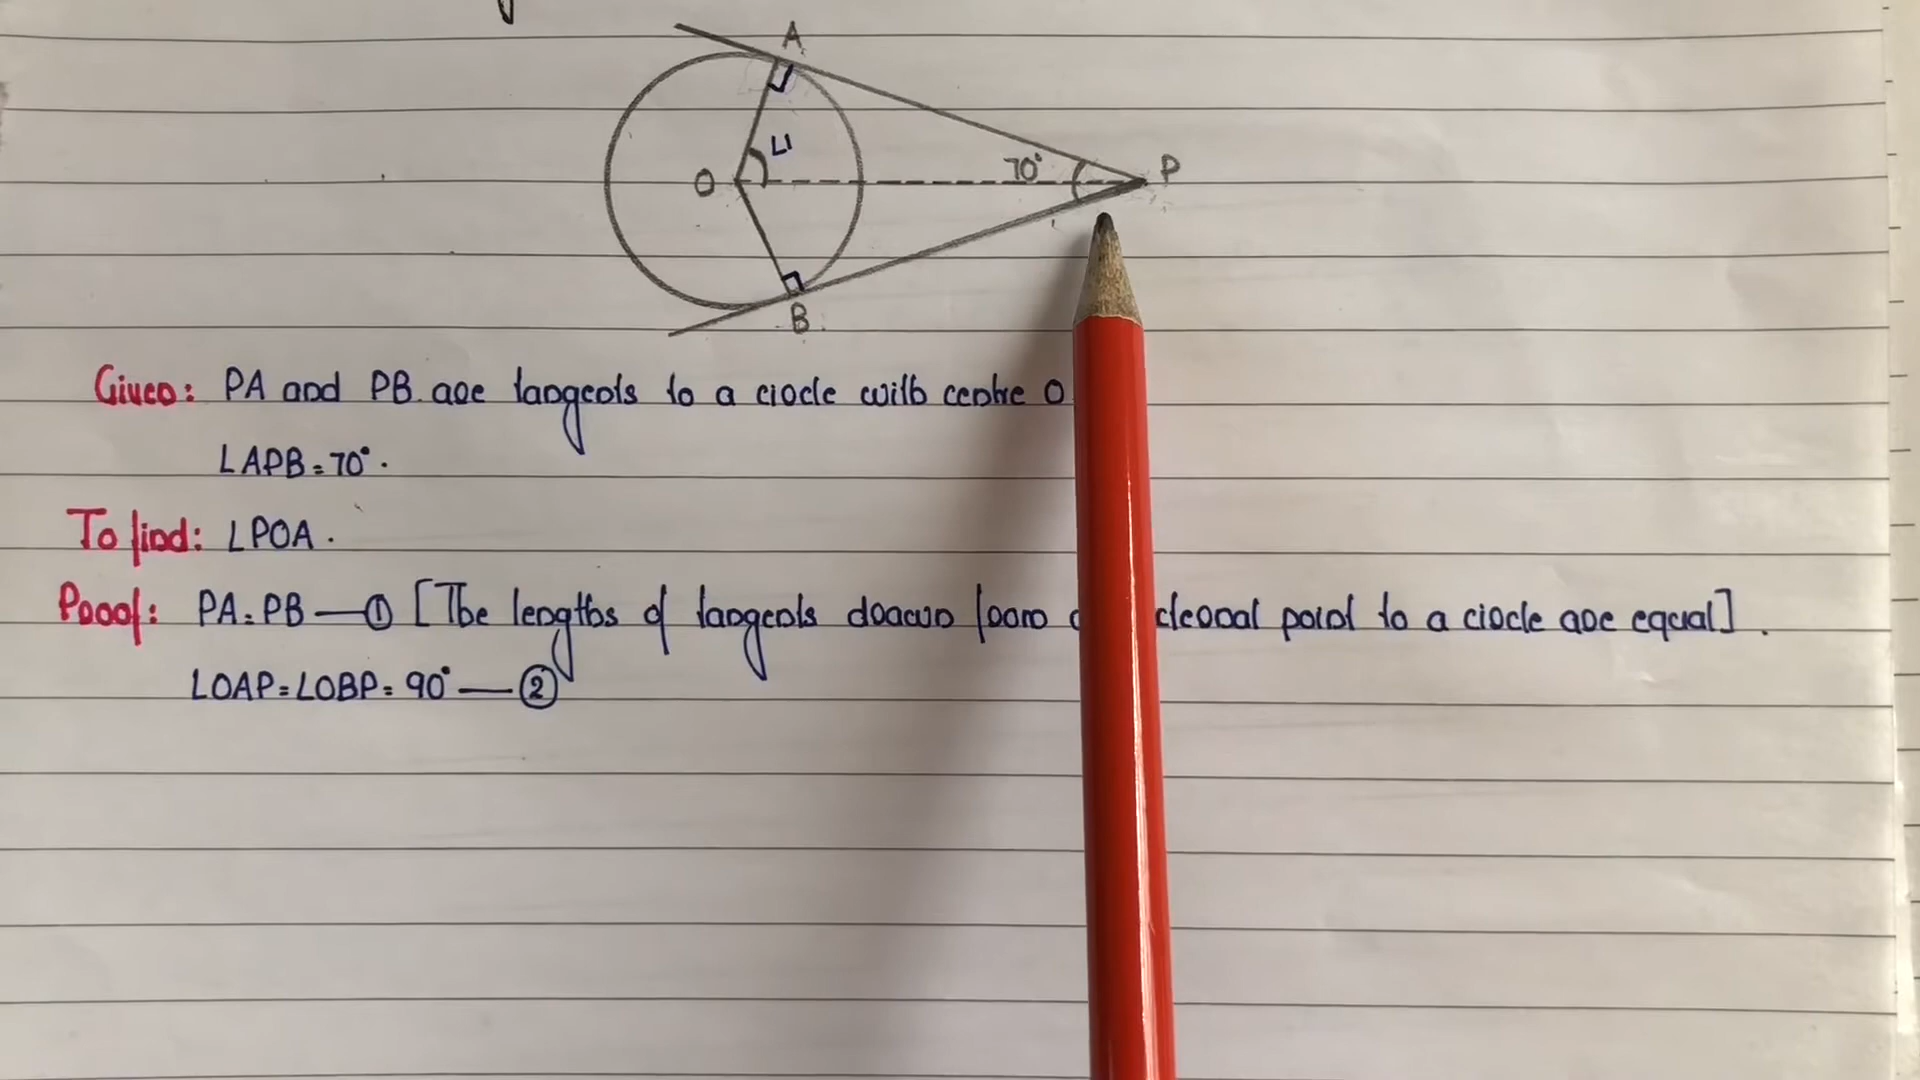 A
∠1
70°
P
O
B
Given: PA and PB are tangents to a circle with centre O
∠APB = 70°.
To find: ∠POA.
Proof: PA = PB — ① [The lengths of tangents drawn from point to a circle are equal].
∠OAP = ∠OBP = 90° — ②